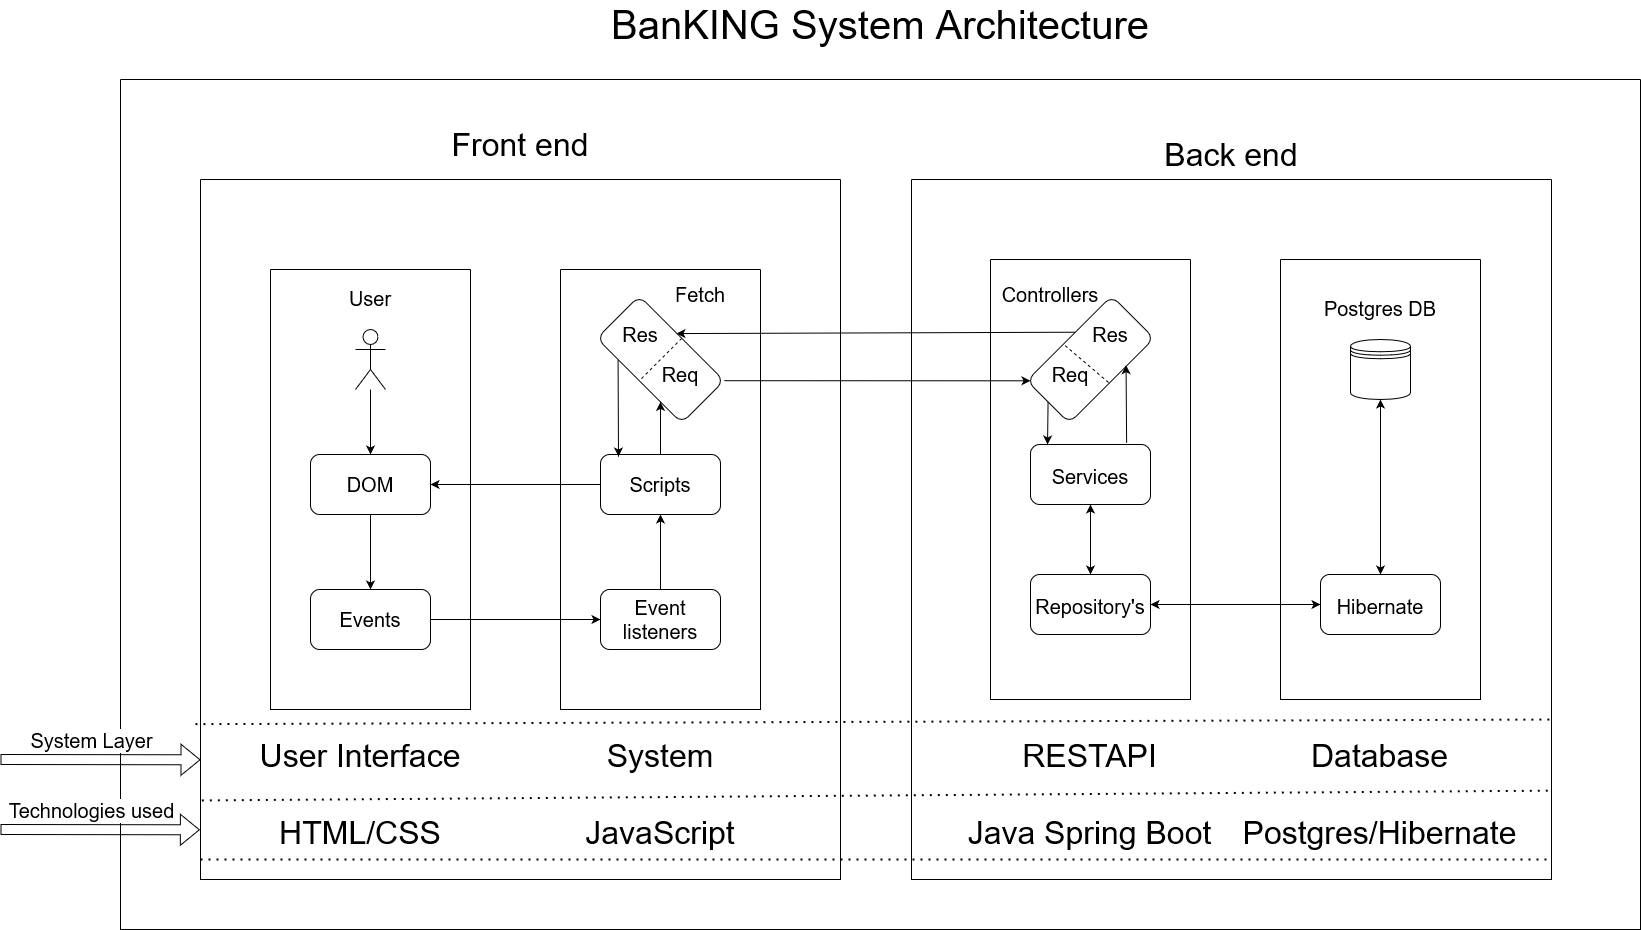 BanKING System Architecture
Front end
Back end
User
Fetch
Controllers
Postgres DB
Res
Req
Res
Req
DOM
Scripts
Services
Events
Event
listeners
Repository's
Hibernate
System Layer
User Interface
System
RESTAPI
Database
Technologies used
HTML/CSS
JavaScript
Java Spring Boot
Postgres/Hibernate